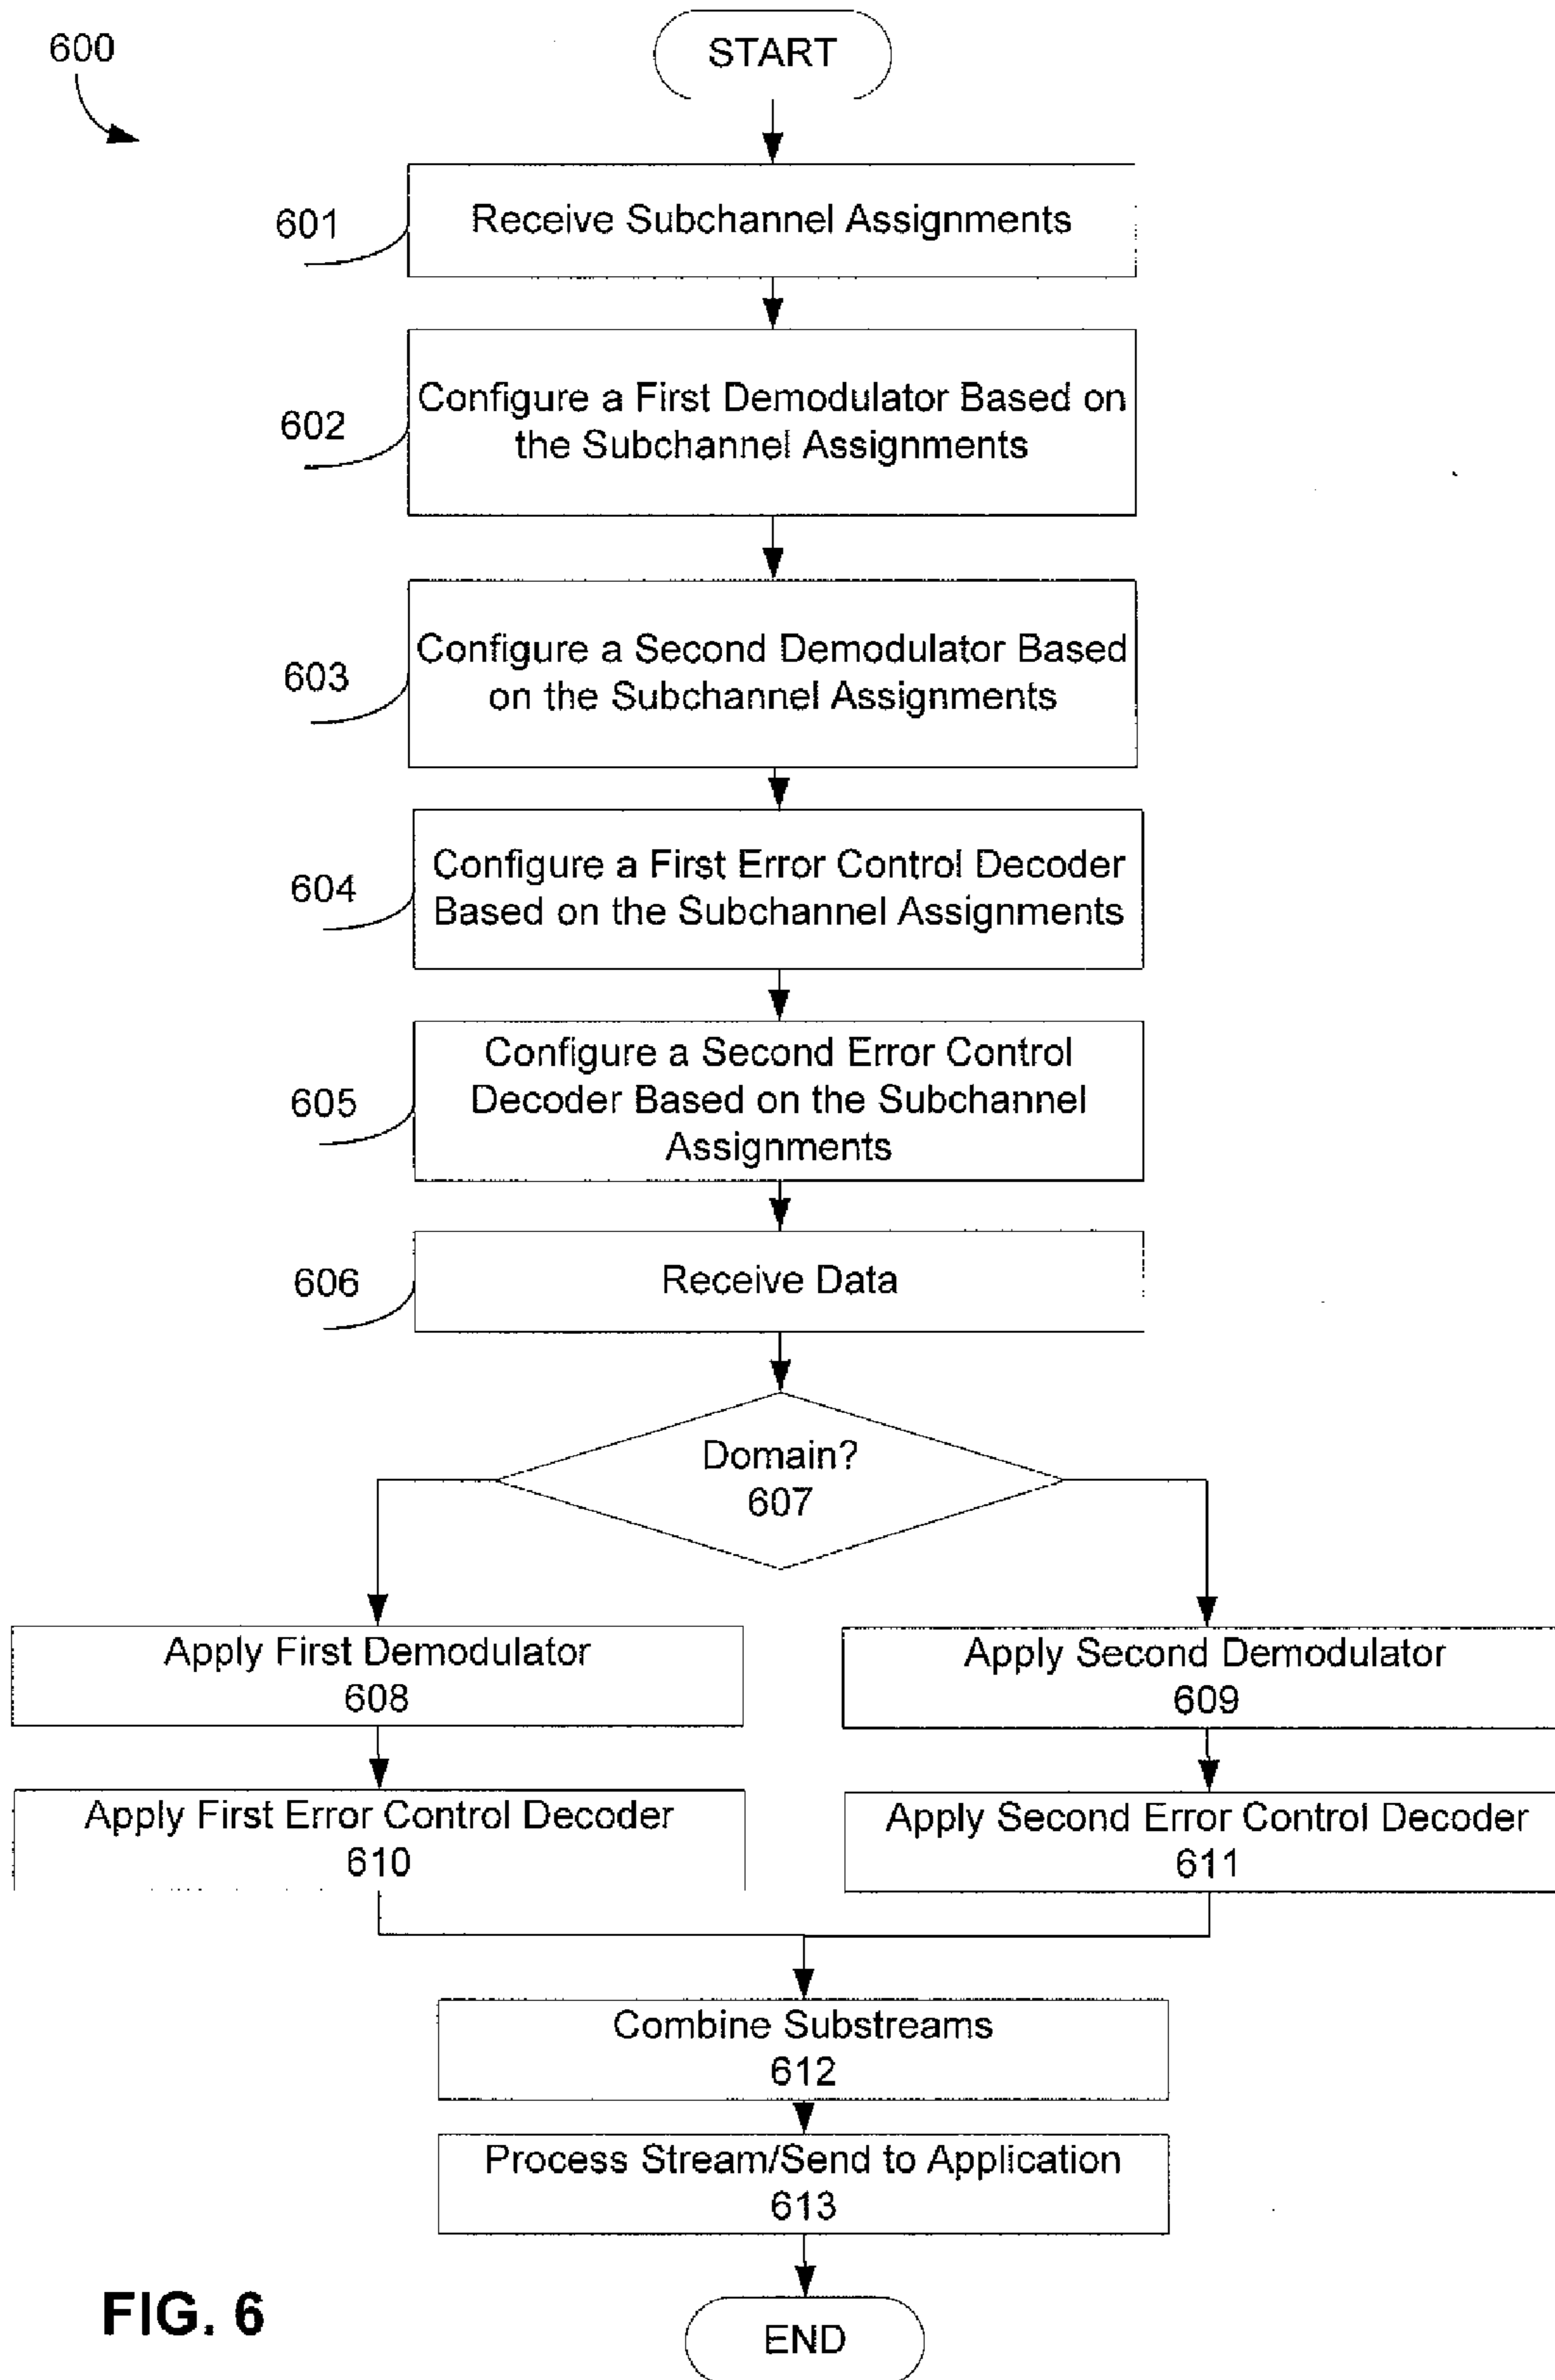 600
START
601
Receive Subchannel Assignments
602
Configure a First Demodulator Based on
the Subchannel Assignments
603
Configure a Second Demodulator Based
on the Subchannel Assignments
604
Configure a First Error Control Decoder
Based on the Subchannel Assignments
605
Configure a Second Error Control
Decoder Based on the Subchannel
Assignments
606
Receive Data
Domain?
607
Apply First Demodulator
608
Apply Second Demodulator
609
Apply First Error Control Decoder
610
Apply Second Error Control Decoder
611
Combine Substreams
612
Process Stream/Send to Application
613
END
FIG. 6